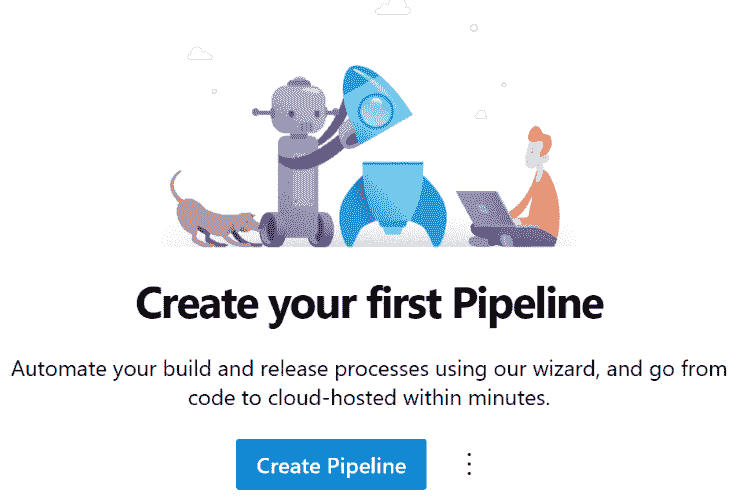 Create your first Pipeline
Automate your build and release processes using our wizard, and go from
code to cloud-hosted within minutes.
Create Pipeline